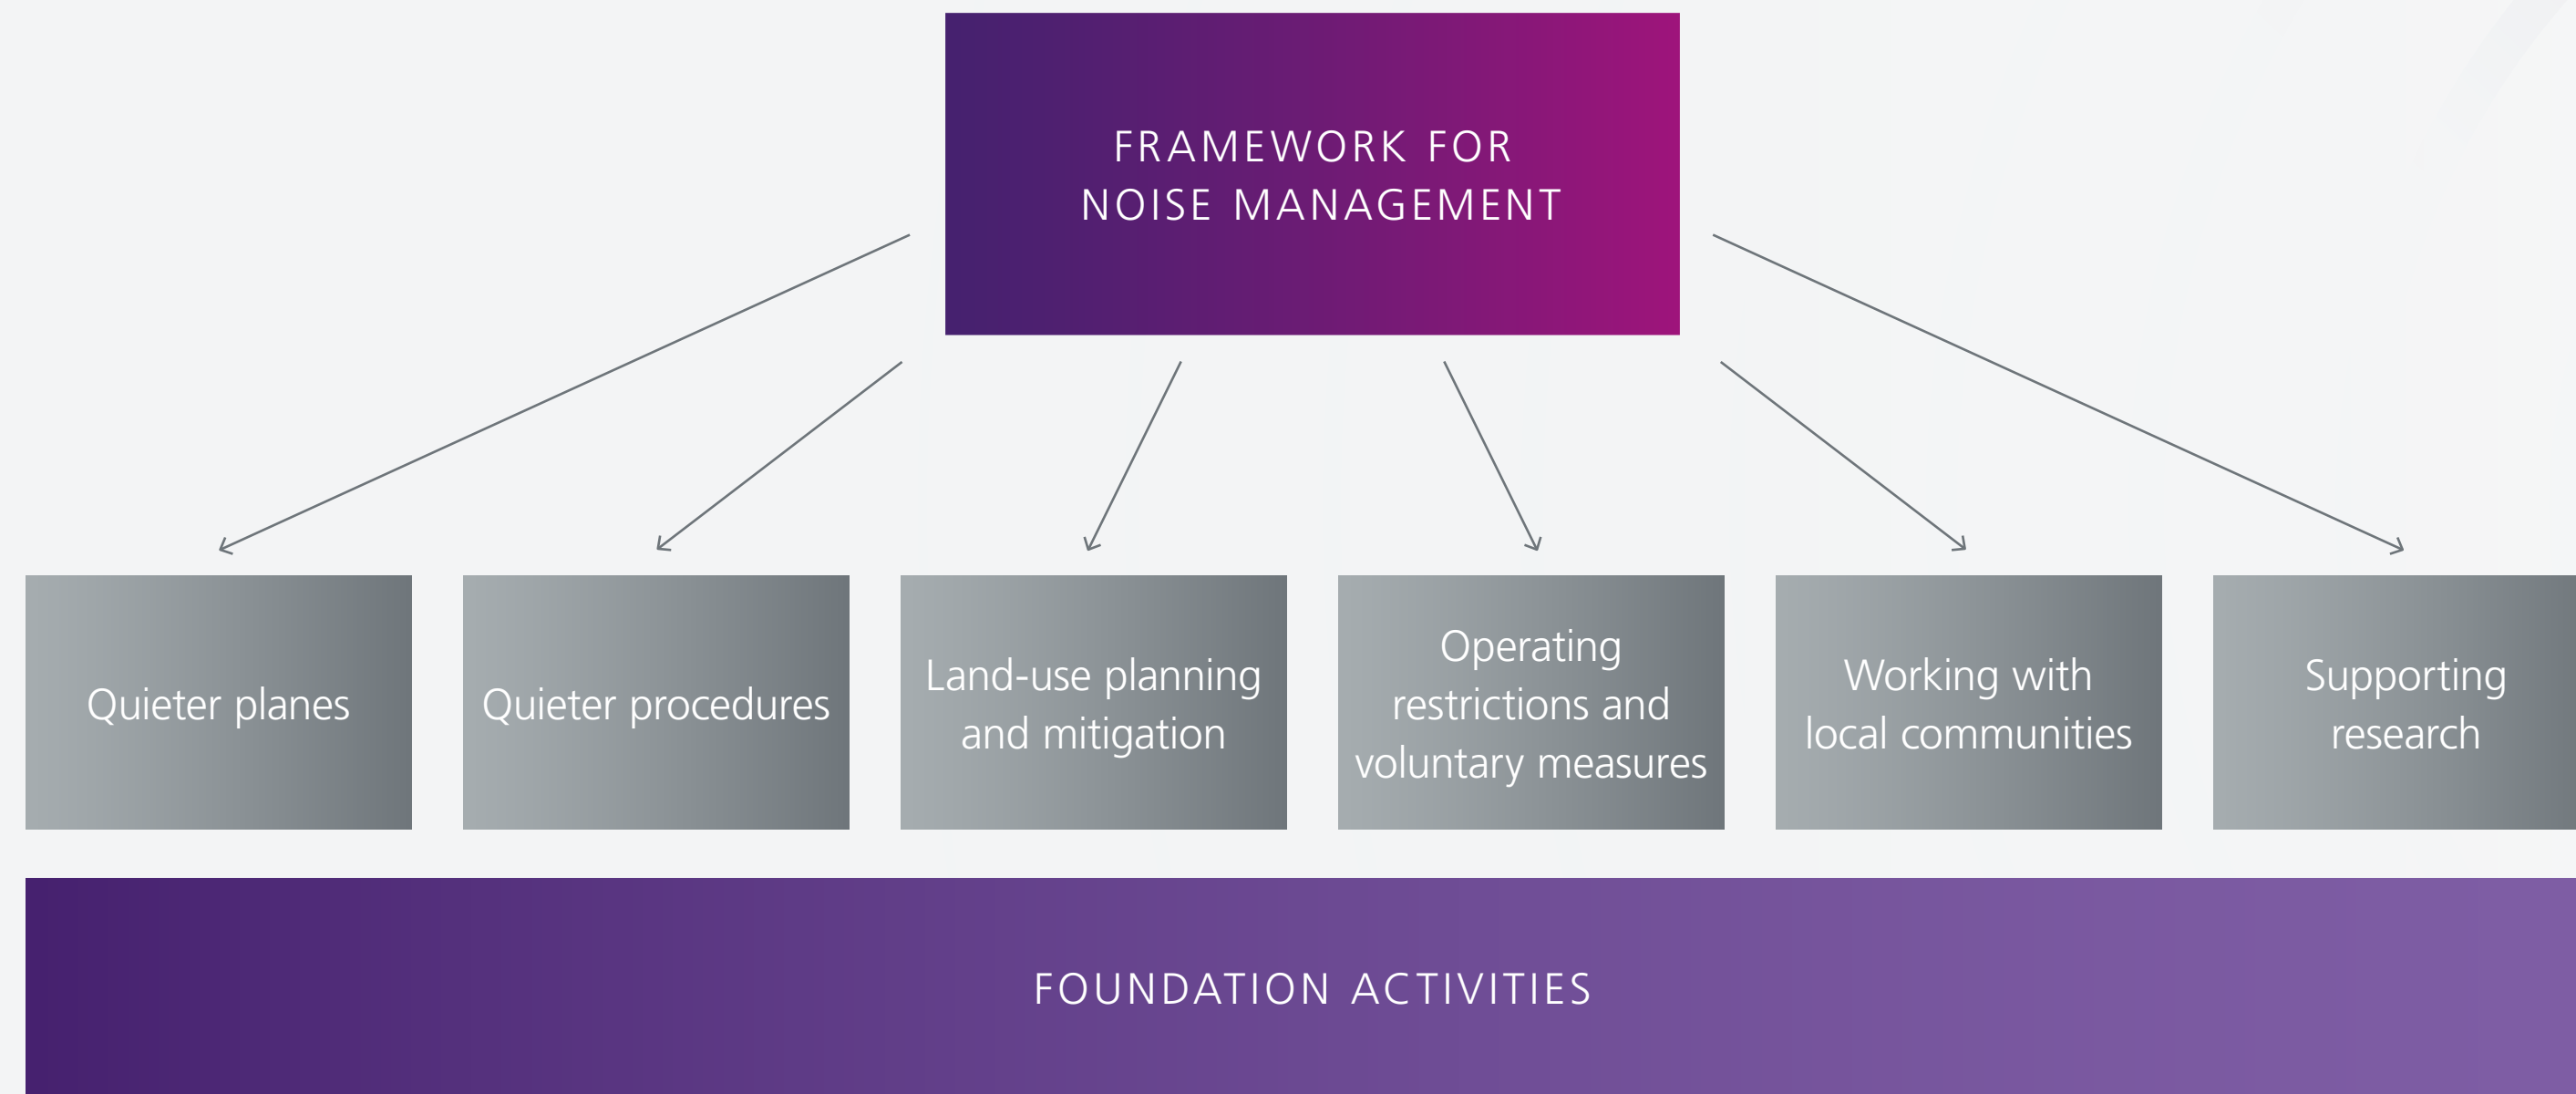 FRAMEWORK FOR
NOISE MANAGEMENT
Quieter planes
Quieter procedures
Land-use planning
and mitigation
Operating
restrictions and
voluntary measures
Working with
local communities
Supporting
research
FOUNDATION ACTIVITIES